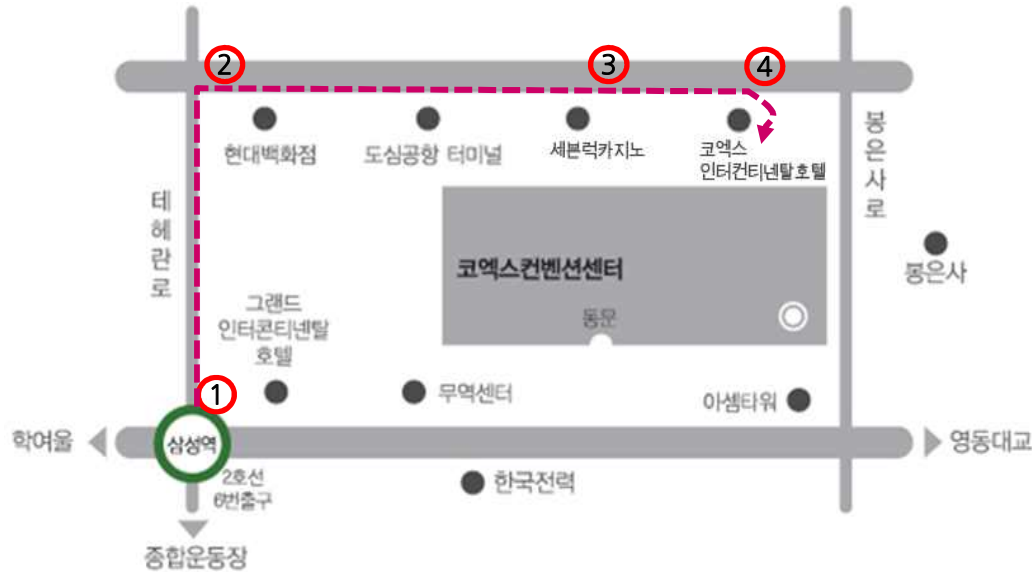 ②
③
④
현대백화점
도심공항 터미널
세븐럭카지노
코엑스
인터컨티넨탈호텔
봉은사로
테헤란로
코엑스컨벤션센터
봉은사
그랜드
인터콘티넨탈
호텔
동문
①
무역센터
아셈타워
학여울
삼성역
영동대교
2호선
6번출구
한국전력
종합운동장